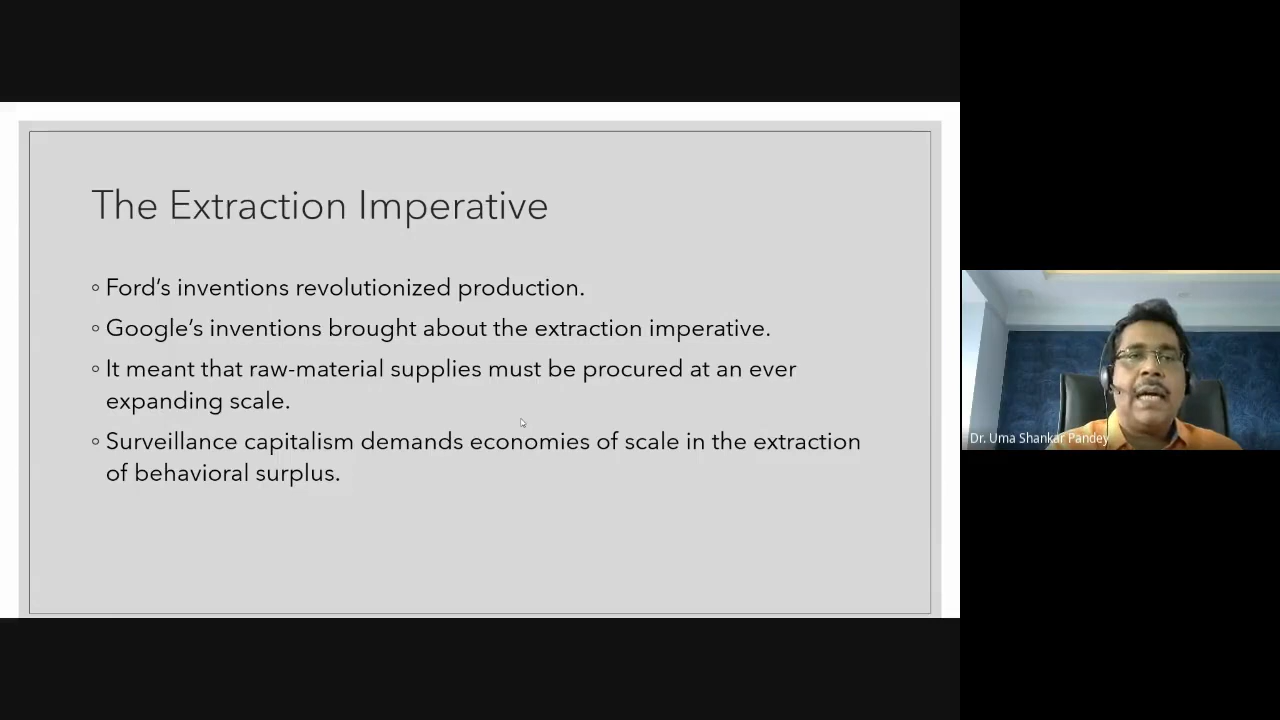 The Extraction Imperative
◦ Ford’s inventions revolutionized production.
◦ Google’s inventions brought about the extraction imperative.
◦ It meant that raw-material supplies must be procured at an ever
expanding scale.
◦ Surveillance capitalism demands economies of scale in the extraction
of behavioral surplus.
Dr. Uma Shankar Pandey